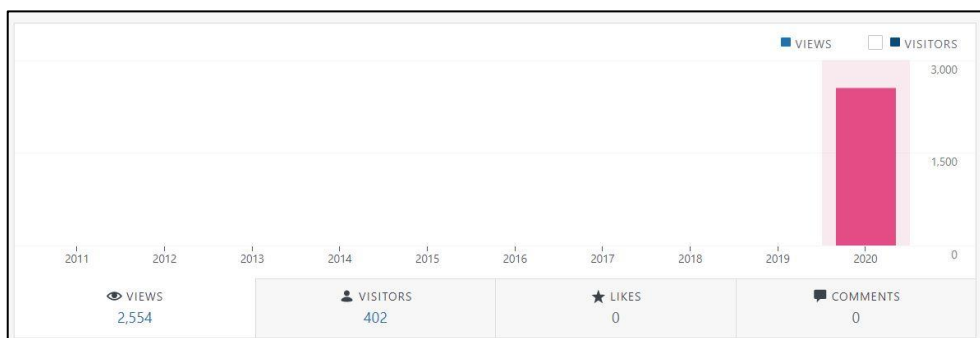 VIEWS VISITORS
3,000
1,500
0
2011 2012 2013 2014 2015 2016 2017 2018 2019 2020
VIEWS VISITORS LIKES COMMENTS
2,554 402 0 0